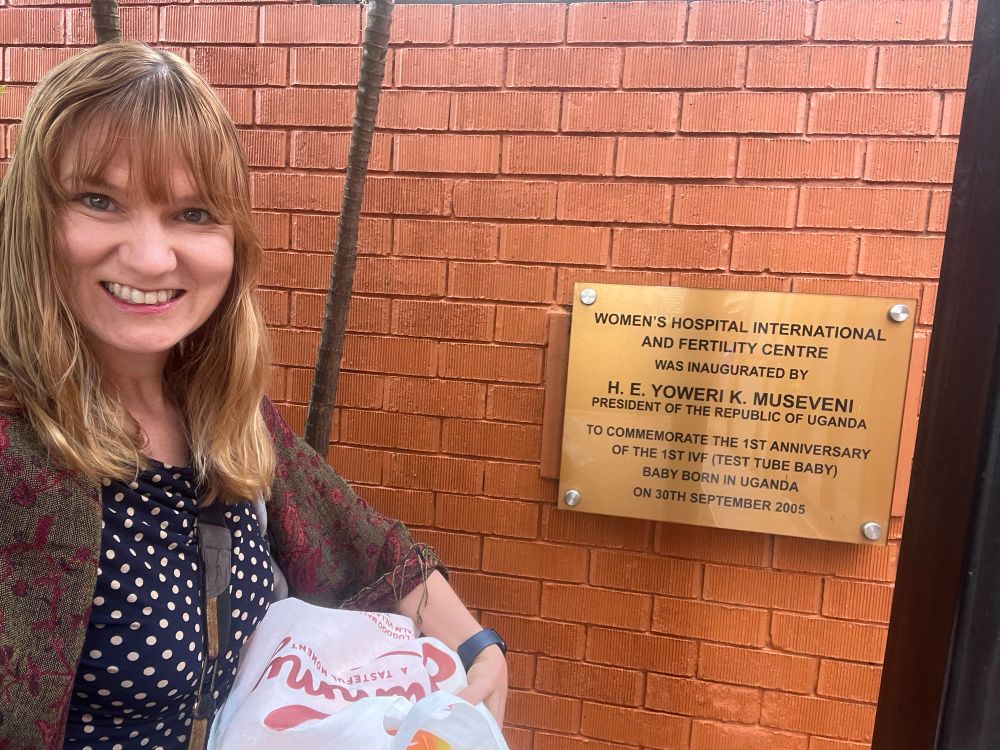 WOMEN'S HOSPITAL INTERNATIONAL
AND FERTILITY CENTRE
WAS INAUGURATED BY
H. E. YOWERI K. MUSEVENI
PRESIDENT OF THE REPUBLIC OF UGANDA
TO COMMEMORATE THE 1ST ANNIVERSARY
OF THE 1ST IVF (TEST TUBE BABY)
BABY BORN IN UGANDA
ON 30TH SEPTEMBER 2005
LUGOGO MALL
A TASTEFUL MOMENT